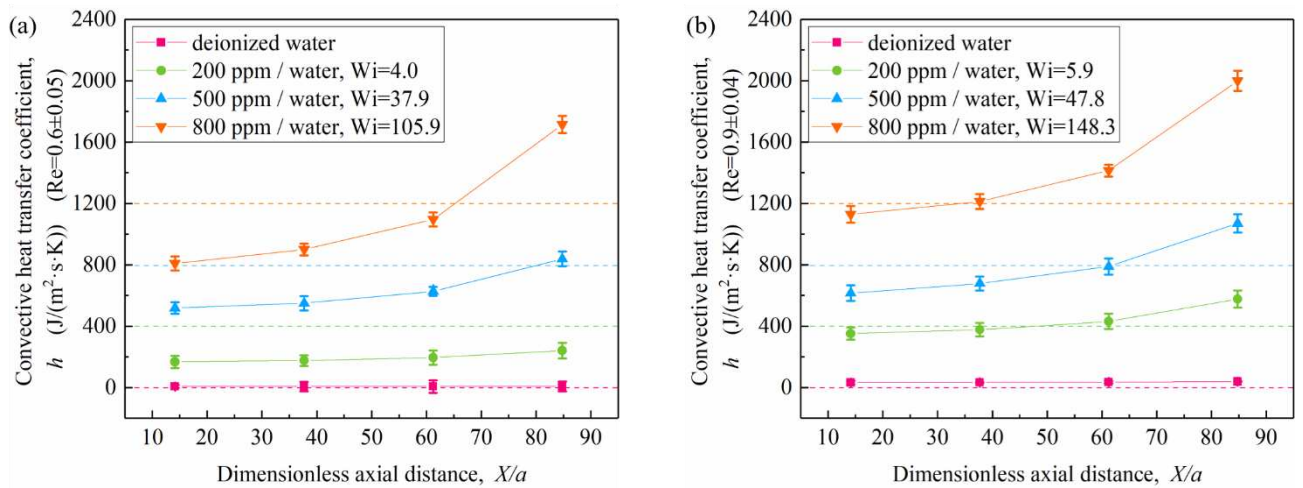 (a)
Convective heat transfer coefficient,
h (J/(m²·s·K)) (Re=0.6±0.05)
2400
2000
1600
1200
800
400
0
deionized water
200 ppm / water, Wi=4.0
500 ppm / water, Wi=37.9
800 ppm / water, Wi=105.9
10 20 30 40 50 60 70 80 90
Dimensionless axial distance, X/a
(b)
Convective heat transfer coefficient,
h (J/(m²·s·K)) (Re=0.9±0.04)
2400
2000
1600
1200
800
400
0
deionized water
200 ppm / water, Wi=5.9
500 ppm / water, Wi=47.8
800 ppm / water, Wi=148.3
10 20 30 40 50 60 70 80 90
Dimensionless axial distance, X/a